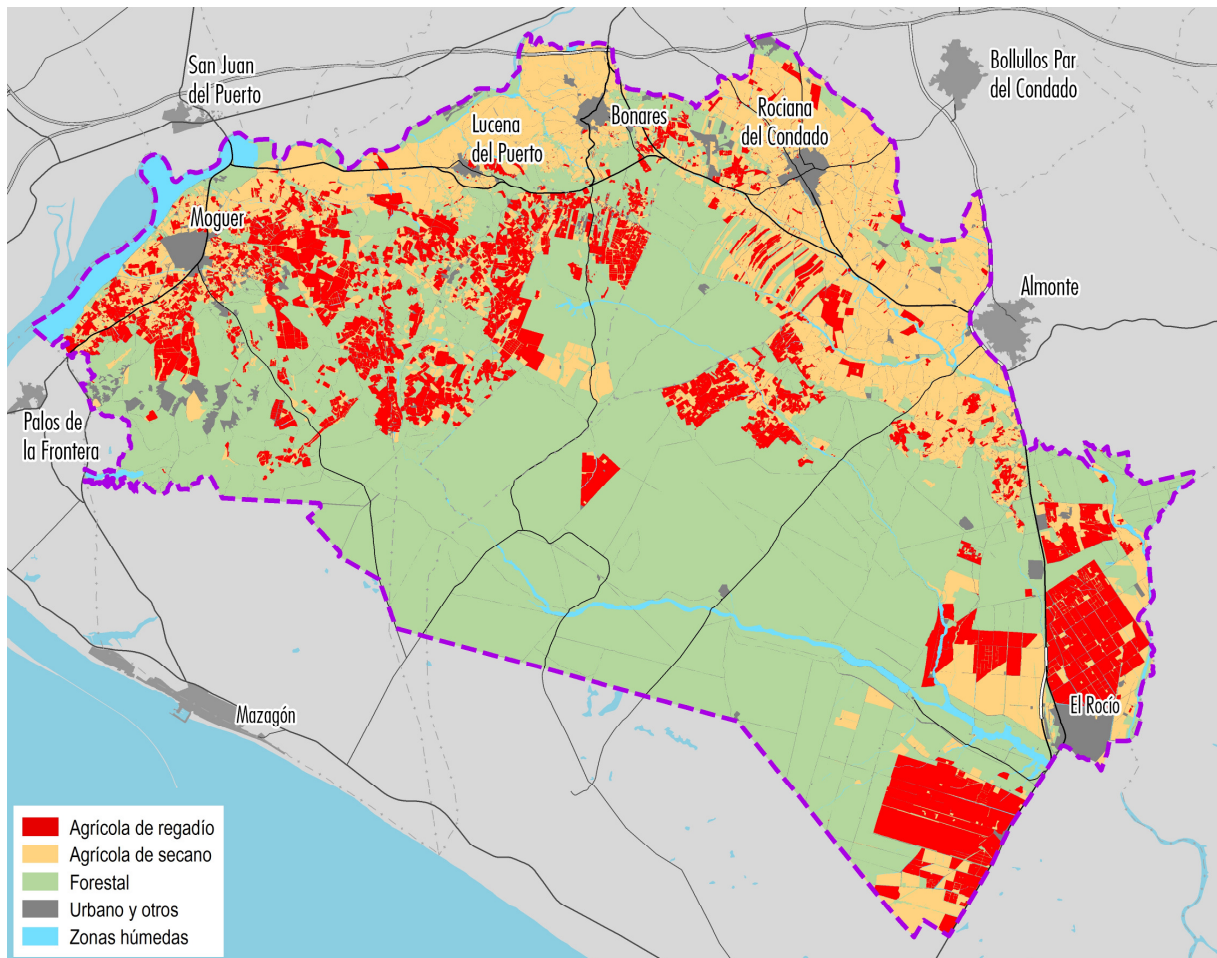 San Juan
del Puerto
Bollullos Par
del Condado
Bonares
Rociana
del Condado
Lucena
del Puerto
Moguer
Almonte
Palos de
la Frontera
El Rocío
Mazagón
Agrícola de regadío
Agrícola de secano
Forestal
Urbano y otros
Zonas húmedas